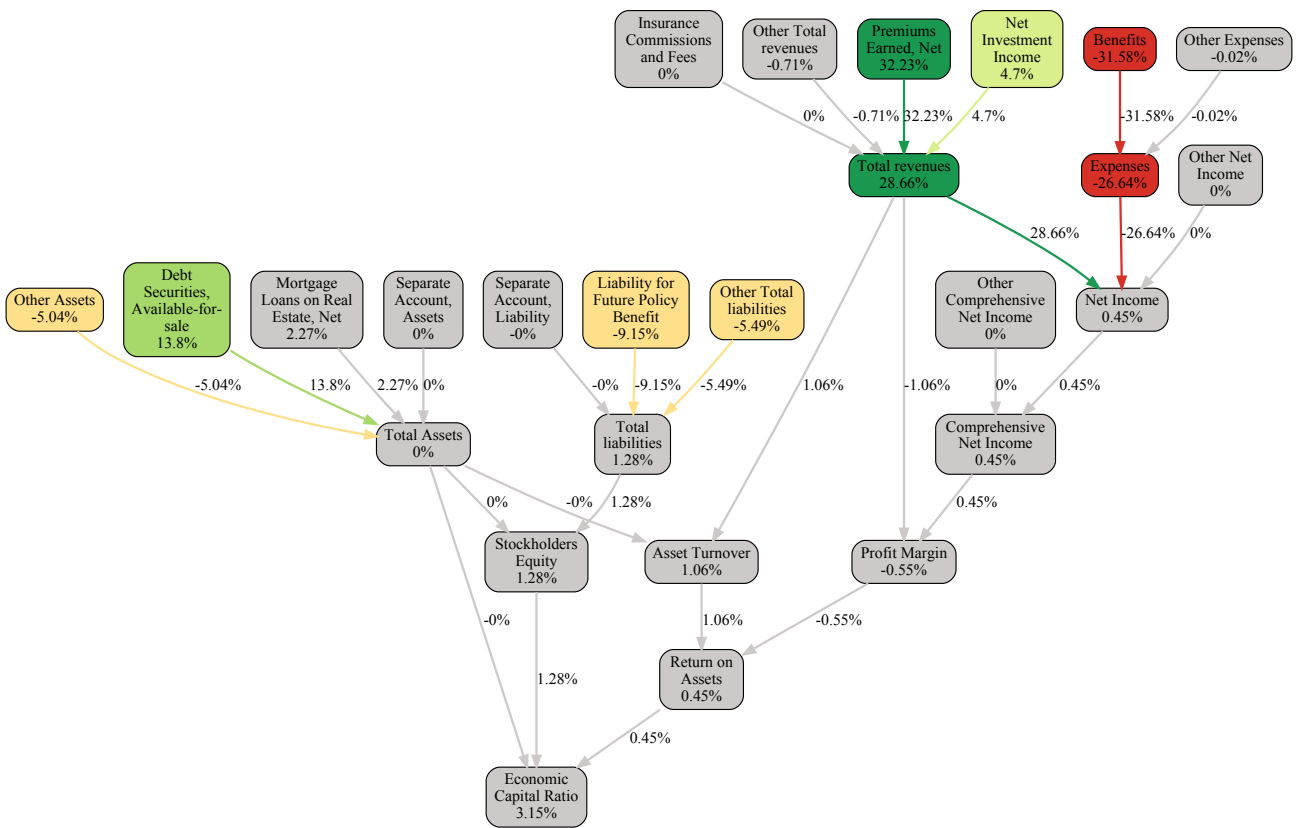 Insurance
Commissions
and Fees
0%
Other Total
revenues
-0.71%
Premiums
Earned, Net
32.23%
Net
Investment
Income
4.7%
Benefits
-31.58%
Other Expenses
-0.02%
0%
-0.71%
32.23%
4.7%
-31.58%
-0.02%
Total revenues
28.66%
Expenses
-26.64%
Other Net
Income
0%
28.66%
-26.64%
0%
Other Assets
-5.04%
Debt
Securities,
Available-for-
sale
13.8%
Mortgage
Loans on Real
Estate, Net
2.27%
Separate
Account,
Assets
0%
Separate
Account,
Liability
-0%
Liability for
Future Policy
Benefit
-9.15%
Other Total
liabilities
-5.49%
Other
Comprehensive
Net Income
0%
Net Income
0.45%
-5.04%
13.8%
2.27%
0%
-0%
-9.15%
-5.49%
1.06%
-1.06%
0%
0.45%
Total Assets
0%
Total
liabilities
1.28%
Comprehensive
Net Income
0.45%
0%
-0%
1.28%
0.45%
Stockholders
Equity
1.28%
Asset Turnover
1.06%
Profit Margin
-0.55%
-0%
1.06%
-0.55%
Return on
Assets
0.45%
1.28%
0.45%
Economic
Capital Ratio
3.15%